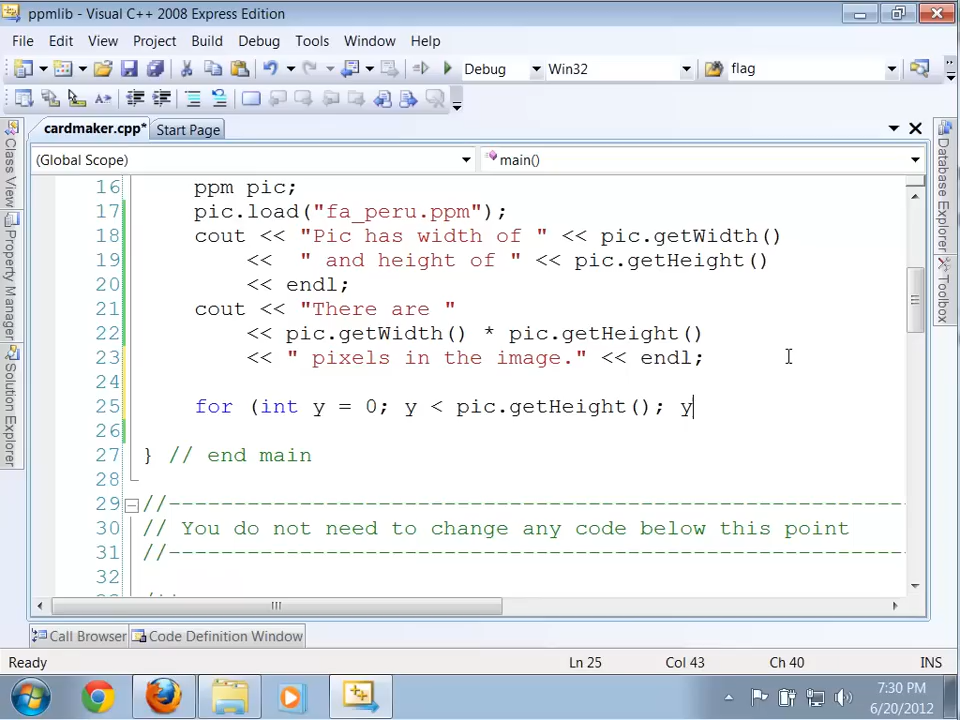 ppmlib - Visual C++ 2008 Express Edition
File Edit View Project Build Debug Tools Window Help
Debug Win32 flag
cardmaker.cpp* Start Page
(Global Scope) main()
16 ppm pic;
17 pic.load("fa_peru.ppm");
18 cout << "Pic has width of " << pic.getWidth()
19 << " and height of " << pic.getHeight()
20 << endl;
21 cout << "There are "
22 << pic.getWidth() * pic.getHeight()
23 << " pixels in the image." << endl;
24
25 for (int y = 0; y < pic.getHeight(); y
26
27 } // end main
28
29 //--------------------------------------------------------
30 // You do not need to change any code below this point
31 //--------------------------------------------------------
32
Class View
Property Manager
Solution Explorer
Database Explorer
Toolbox
Call Browser Code Definition Window
Ready Ln 25 Col 43 Ch 40 INS
7:30 PM
6/20/2012